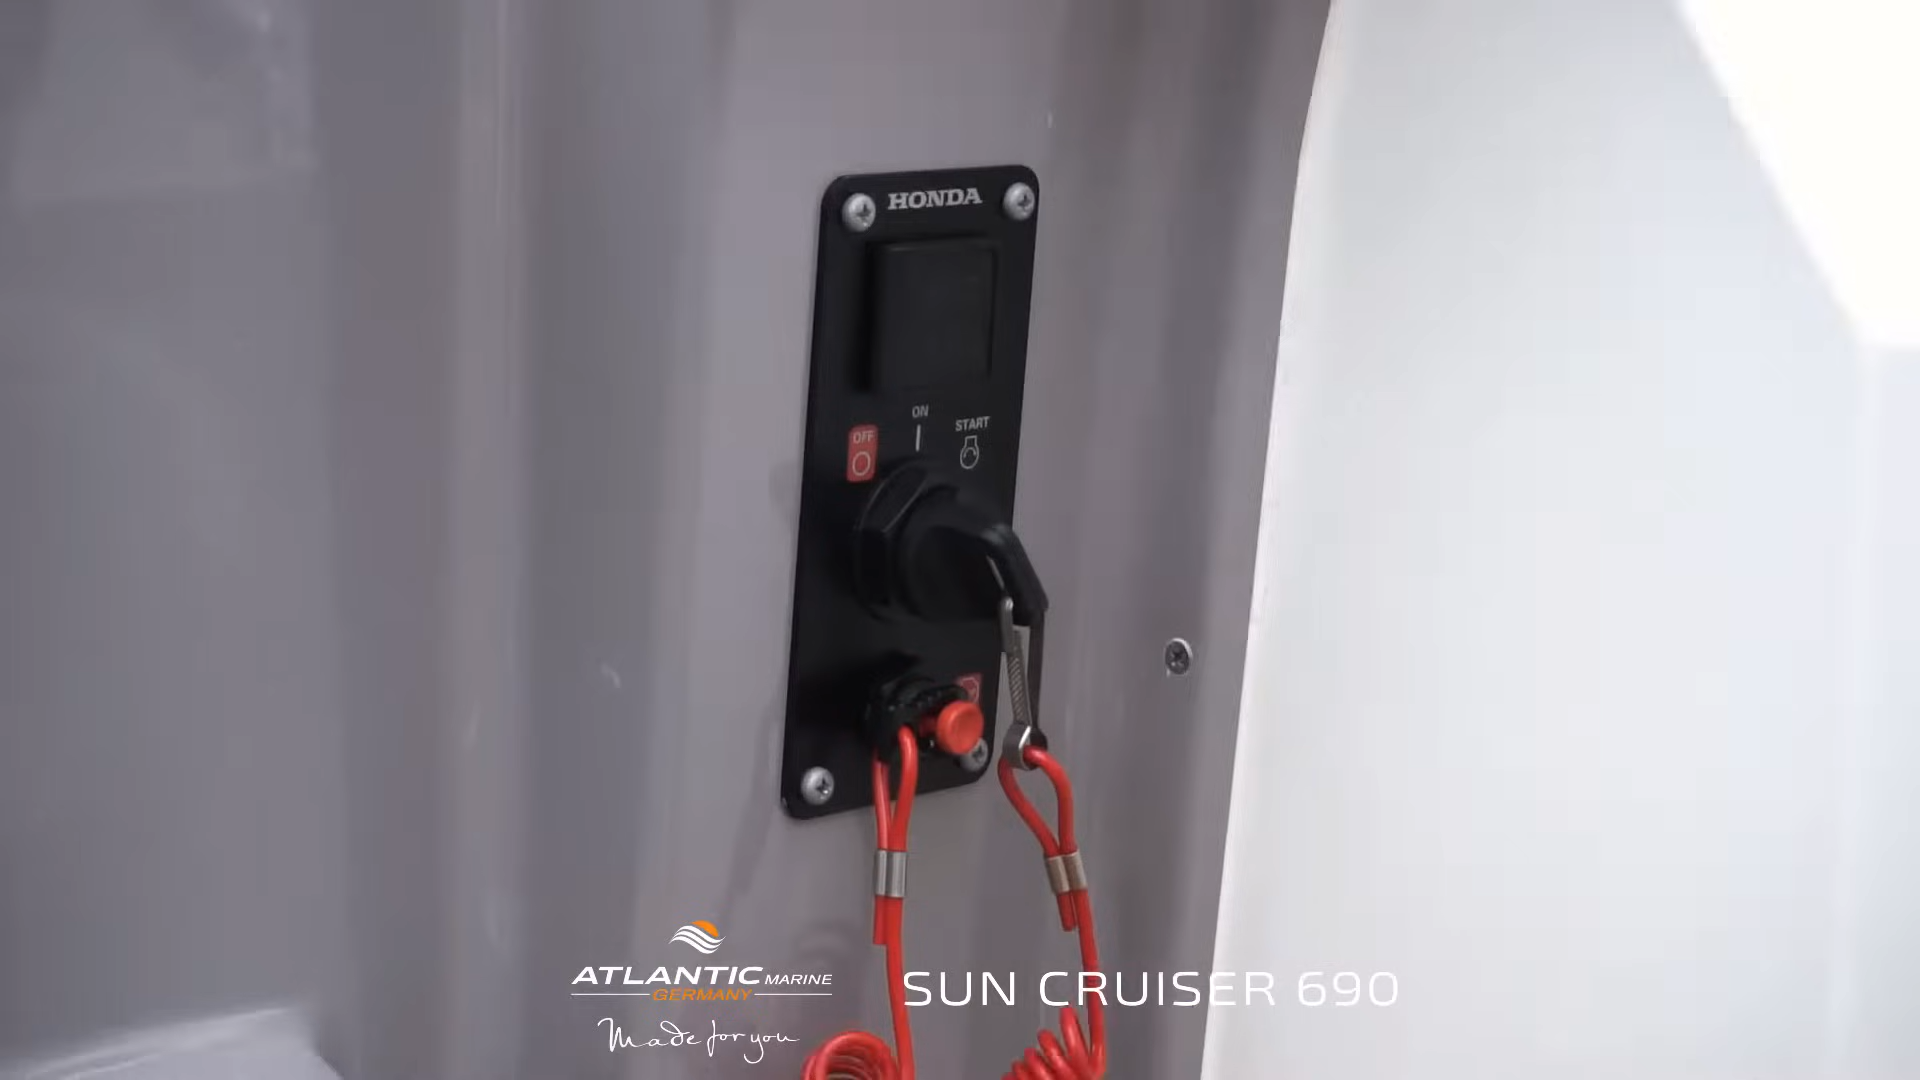 HONDA
ON
OFF
START
ATLANTIC MARINE
GERMANY
Made for you
SUN CRUISER 690